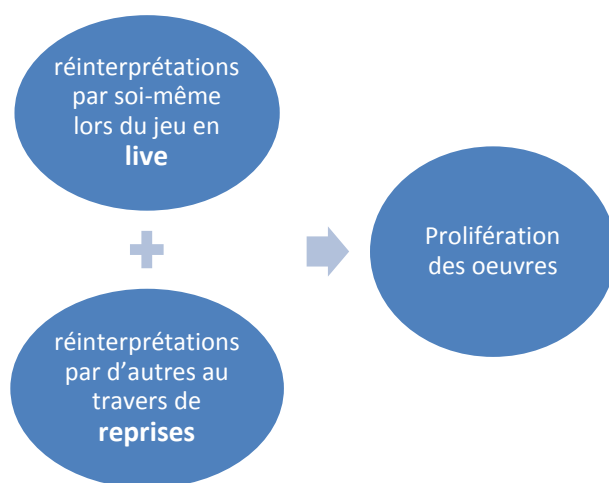 réinterprétations
par soi-même
lors du jeu en
live
réinterprétations
par d'autres au
travers de
reprises
Prolifération
des oeuvres